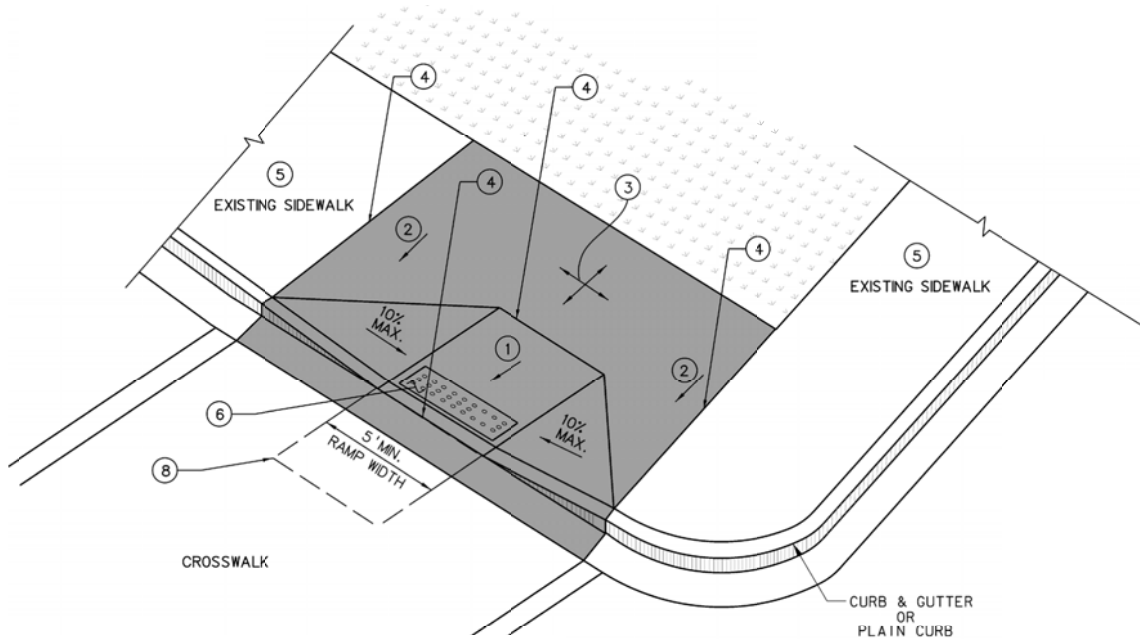 4
4
5
EXISTING SIDEWALK
4
3
2
4
5
EXISTING SIDEWALK
10%
MAX.
1
2
6
10%
MAX.
5' MIN.
RAMP WIDTH
8
CROSSWALK
CURB & GUTTER
OR
PLAIN CURB